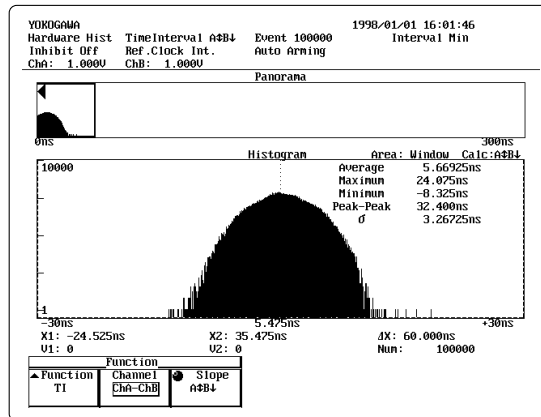 YOKOGAWA 1998/01/01 16:01:46
Hardware Hist TimeInterval A↕B↓ Event 100000 Interval Min
Inhibit Off Ref.Clock Int. Auto Arming
ChA: 1.000V ChB: 1.000V
Panorama
0ns 300ns
Histogram Area: Window Calc:A↕B↓
10000 Average 5.66925ns
Maximum 24.075ns
Minimum -8.325ns
Peak-Peak 32.400ns
σ 3.26725ns
1
-30ns 5.475ns +30ns
X1: -24.525ns X2: 35.475ns ΔX: 60.000ns
V1: 0 V2: 0 Num: 100000
Function
Function Channel Slope
TI ChA-ChB A↕B↓